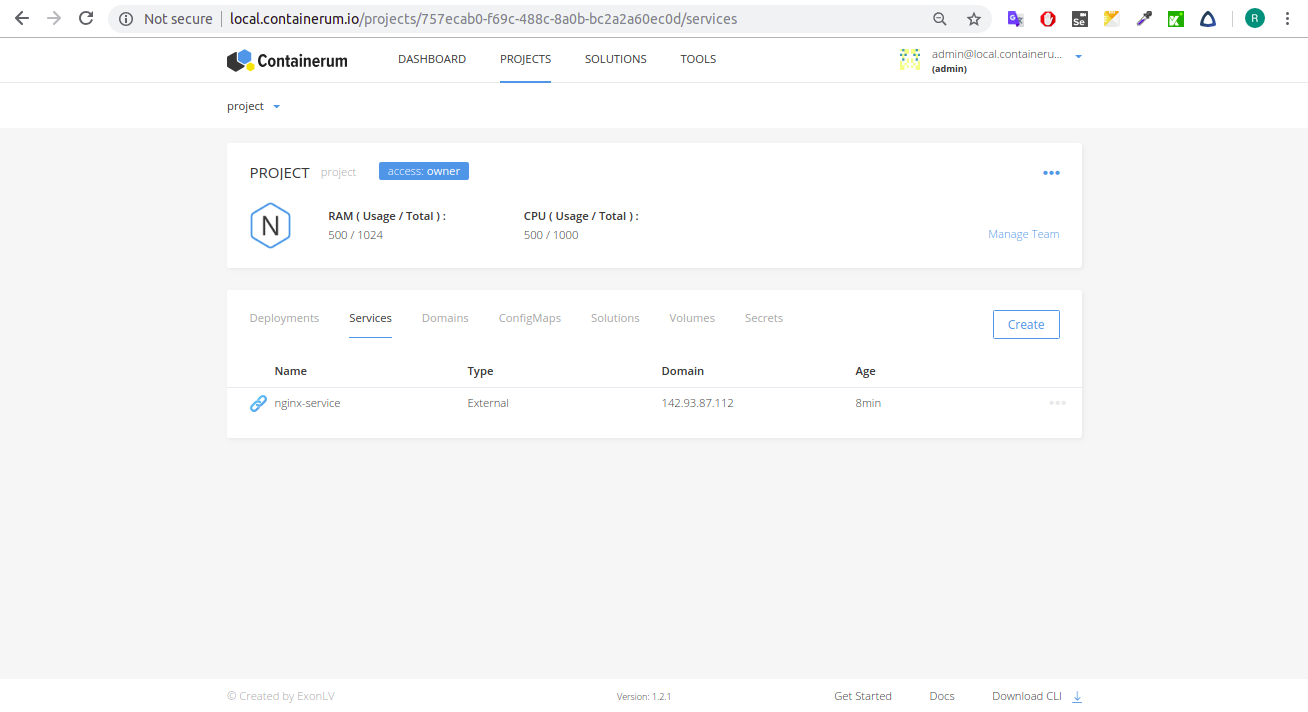 Not secure local.containerum.io/projects/757ecab0-f69c-488c-8a0b-bc2a2a60ec0d/services
Se
R
Containerum DASHBOARD PROJECTS SOLUTIONS TOOLS admin@local.containeru...
(admin)
project
PROJECT project access: owner
N
RAM ( Usage / Total ) : CPU ( Usage / Total ) :
500 / 1024 500 / 1000
Manage Team
Deployments Services Domains ConfigMaps Solutions Volumes Secrets Create
Name Type Domain Age
nginx-service External 142.93.87.112 8min
© Created by ExonLV Version: 1.2.1 Get Started Docs Download CLI